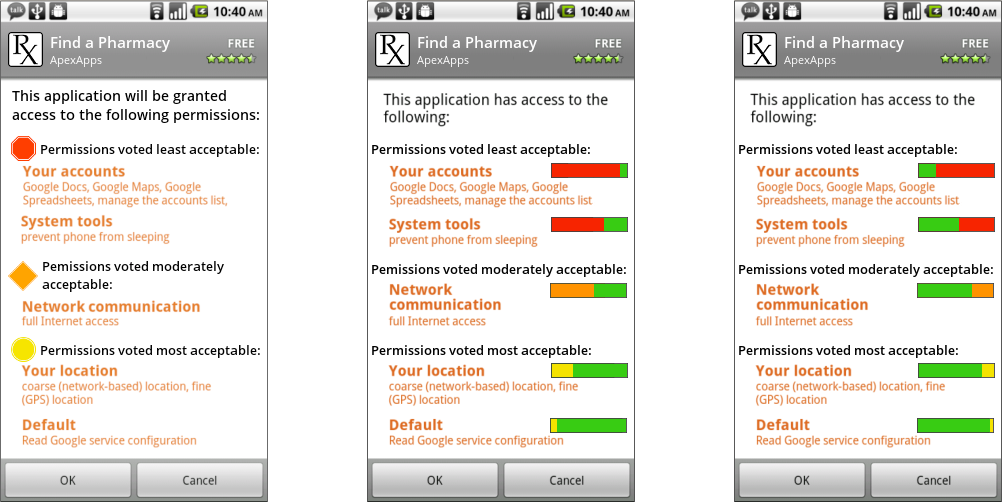 talk
10:40 AM
RX
Find a Pharmacy
FREE
ApexApps
This application will be granted
access to the following permissions:
Permissions voted least acceptable:
Your accounts
Google Docs, Google Maps, Google
Spreadsheets, manage the accounts list,
System tools
prevent phone from sleeping
Pemissions voted moderately
acceptable:
Network communication
full Internet access
Permissions voted most acceptable:
Your location
coarse (network-based) location, fine
(GPS) location
Default
Read Google service configuration
OK
Cancel
talk
10:40 AM
RX
Find a Pharmacy
FREE
ApexApps
This application has access to the
following:
Permissions voted least acceptable:
Your accounts
Google Docs, Google Maps, Google
Spreadsheets, manage the accounts list
System tools
prevent phone from sleeping
Permissions voted moderately acceptable:
Network
communication
full Internet access
Permissions voted most acceptable:
Your location
coarse (network-based) location, fine
(GPS) location
Default
Read Google service configuration
OK
Cancel
talk
10:40 AM
RX
Find a Pharmacy
FREE
ApexApps
This application has access to the
following:
Permissions voted least acceptable:
Your accounts
Google Docs, Google Maps, Google
Spreadsheets, manage the accounts list
System tools
prevent phone from sleeping
Permissions voted moderately acceptable:
Network
communication
full Internet access
Permissions voted most acceptable:
Your location
coarse (network-based) location, fine
(GPS) location
Default
Read Google service configuration
OK
Cancel